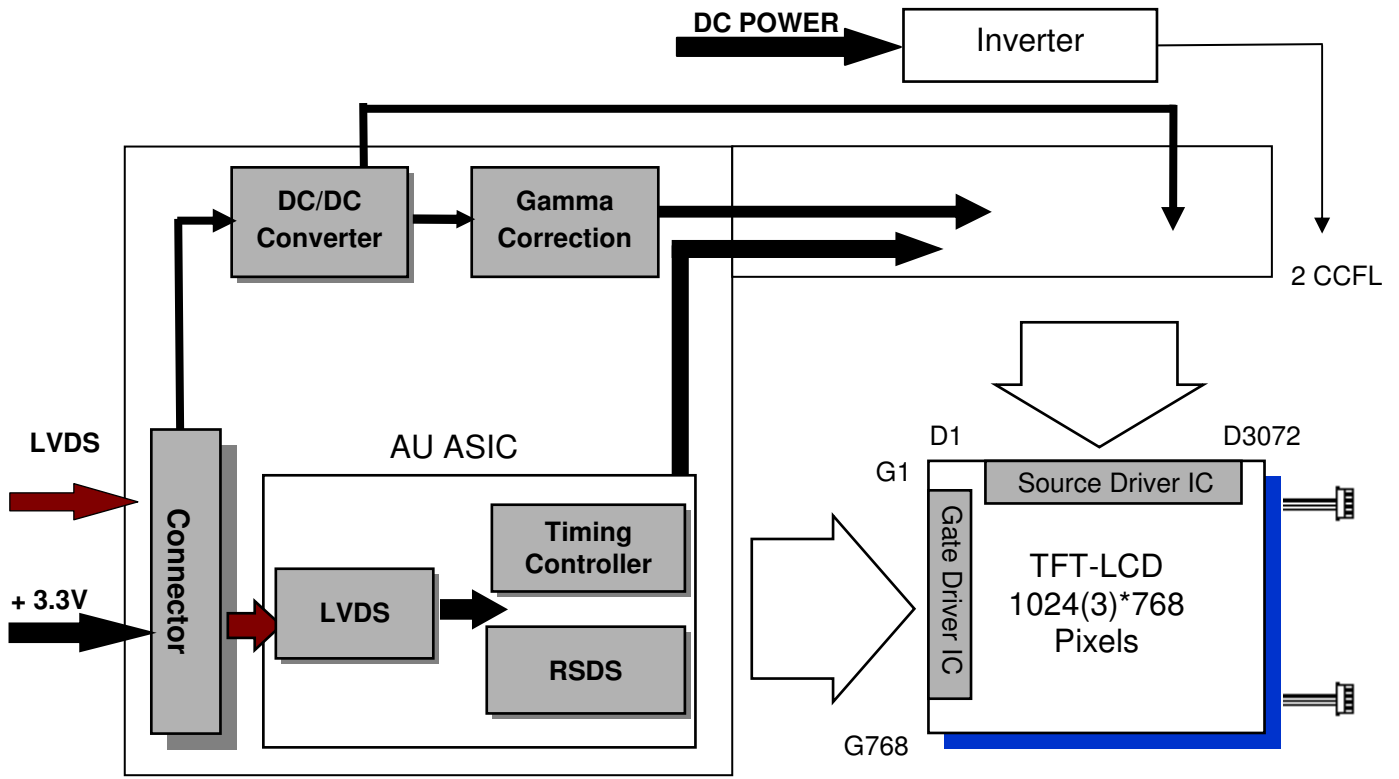 DC POWER
Inverter
DC/DC
Converter
Gamma
Correction
2 CCFL
LVDS
AU ASIC
D1
D3072
G1
Source Driver IC
Connector
Timing
Controller
Gate Driver IC
TFT-LCD
1024(3)*768
Pixels
+ 3.3V
LVDS
RSDS
G768